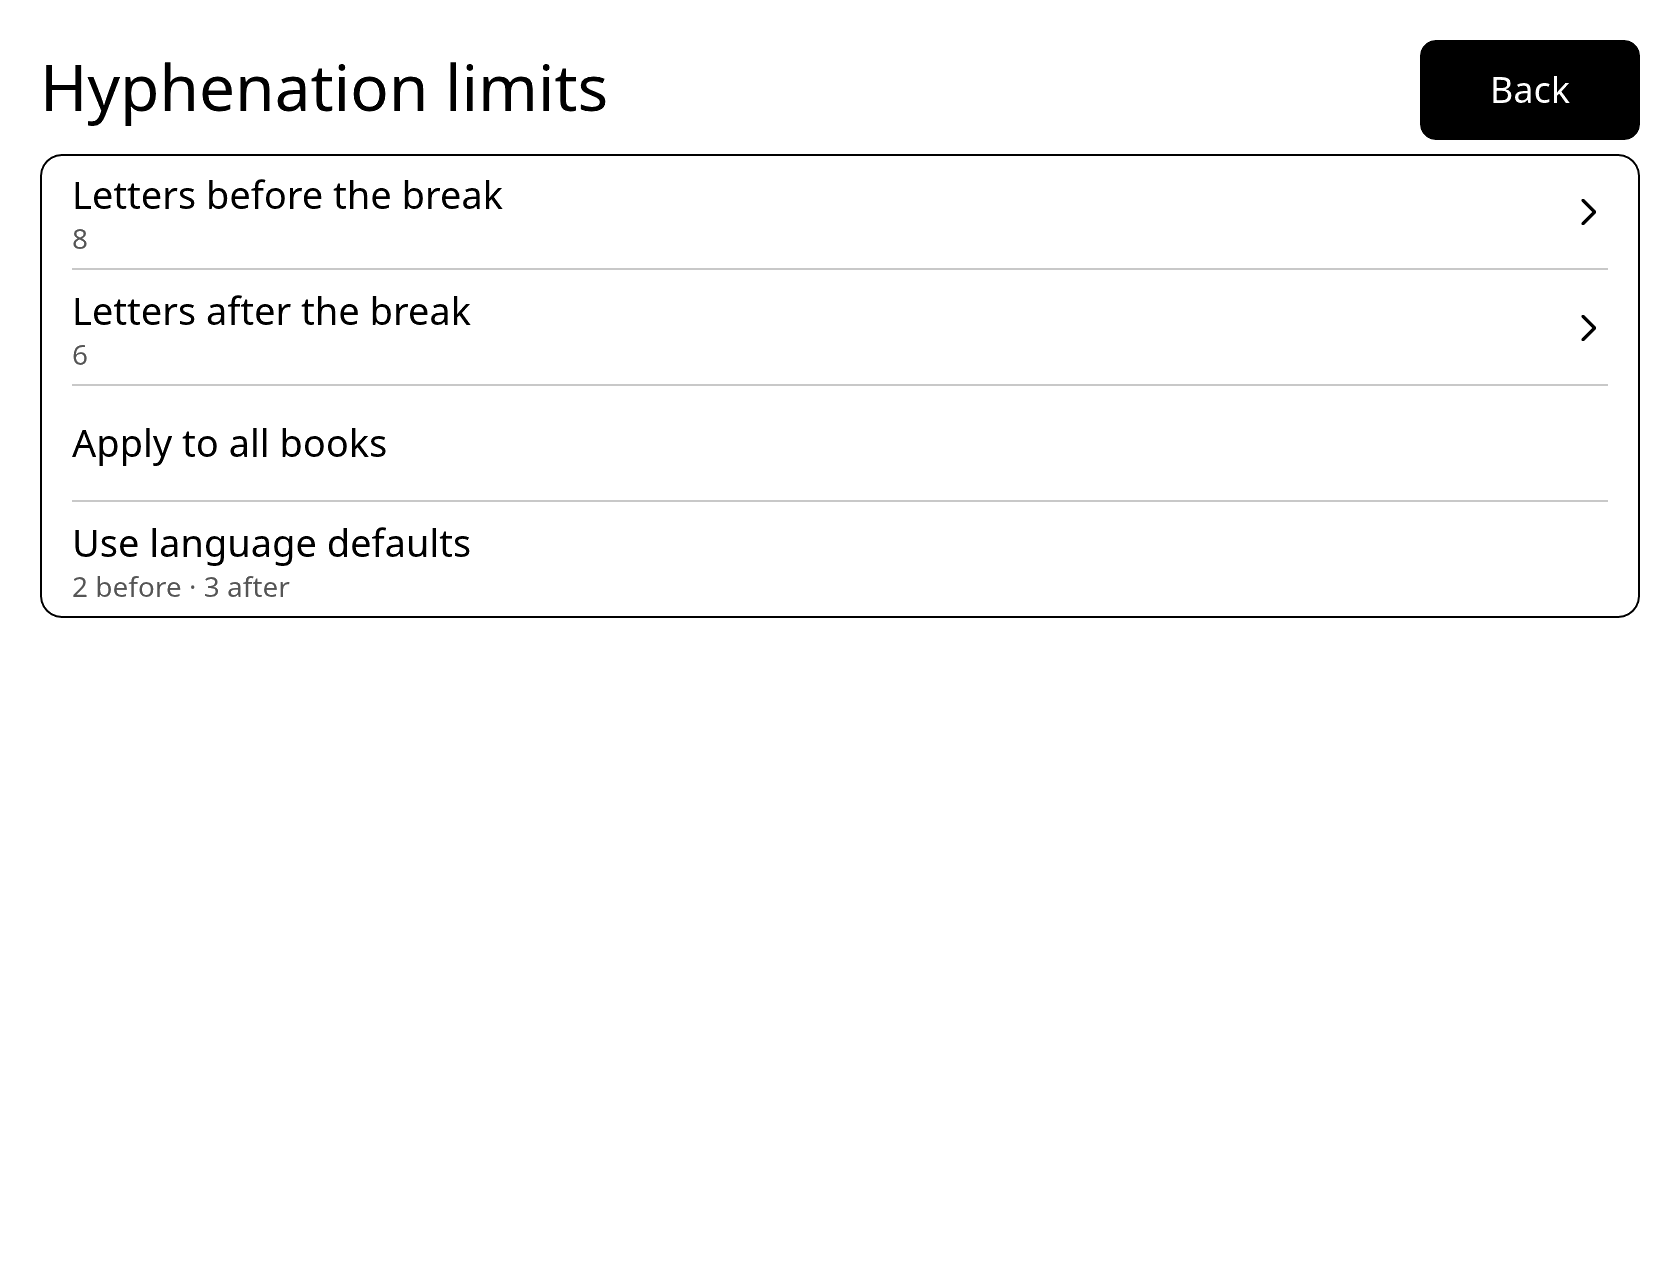 Hyphenation limits
Back
Letters before the break
8
Letters after the break
6
Apply to all books
Use language defaults
2 before · 3 after